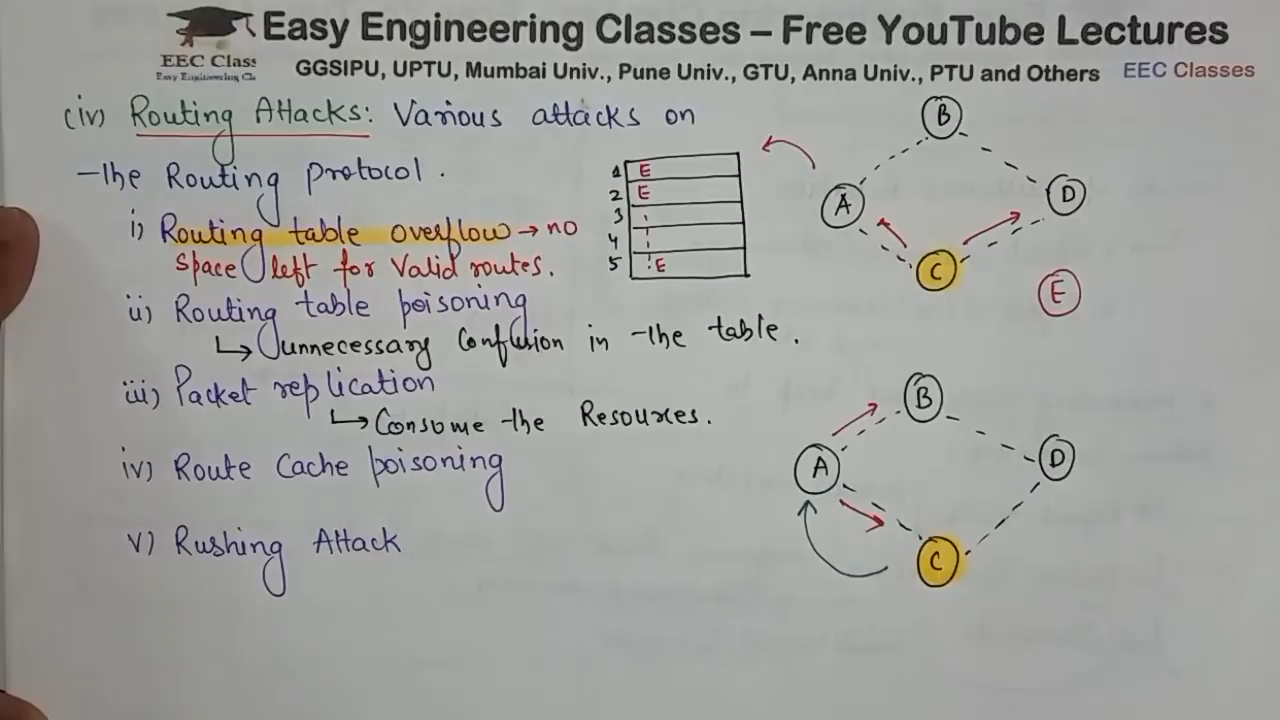 Easy Engineering Classes – Free YouTube Lectures
EEC Class
Easy Engineering Cla
GGSIPU, UPTU, Mumbai Univ., Pune Univ., GTU, Anna Univ., PTU and Others EEC Classes
(iv) Routing Attacks: Various attacks on
the Routing protocol.
i) Routing table overflow → no
space left for valid routes.
ii) Routing table poisoning
↳ unnecessary confusion in the table.
iii) Packet replication
↳ Consume the Resources.
iv) Route Cache poisoning
v) Rushing Attack
1 E
2 E
3
4
5 E
B
A
D
C
E
B
A
D
C